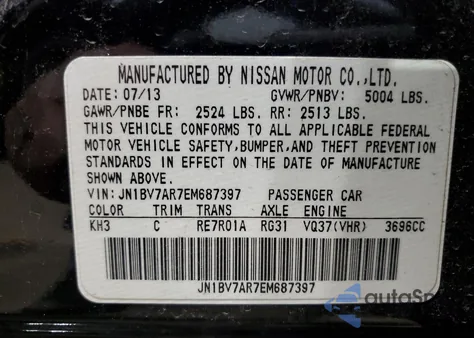 MANUFACTURED BY NISSAN MOTOR CO.,LTD.
DATE: 07/13 GVWR/PNBV: 5004 LBS.
GAWR/PNBE FR: 2524 LBS. RR: 2513 LBS.
THIS VEHICLE CONFORMS TO ALL APPLICABLE FEDERAL
MOTOR VEHICLE SAFETY,BUMPER,AND THEFT PREVENTION
STANDARDS IN EFFECT ON THE DATE OF MANUFACTURE
SHOWN ABOVE.
VIN: JN1BV7AR7EM687397 PASSENGER CAR
COLOR TRIM TRANS AXLE ENGINE
KH3 C RE7R01A RG31 VQ37(VHR) 3696CC
JN1BV7AR7EM687397